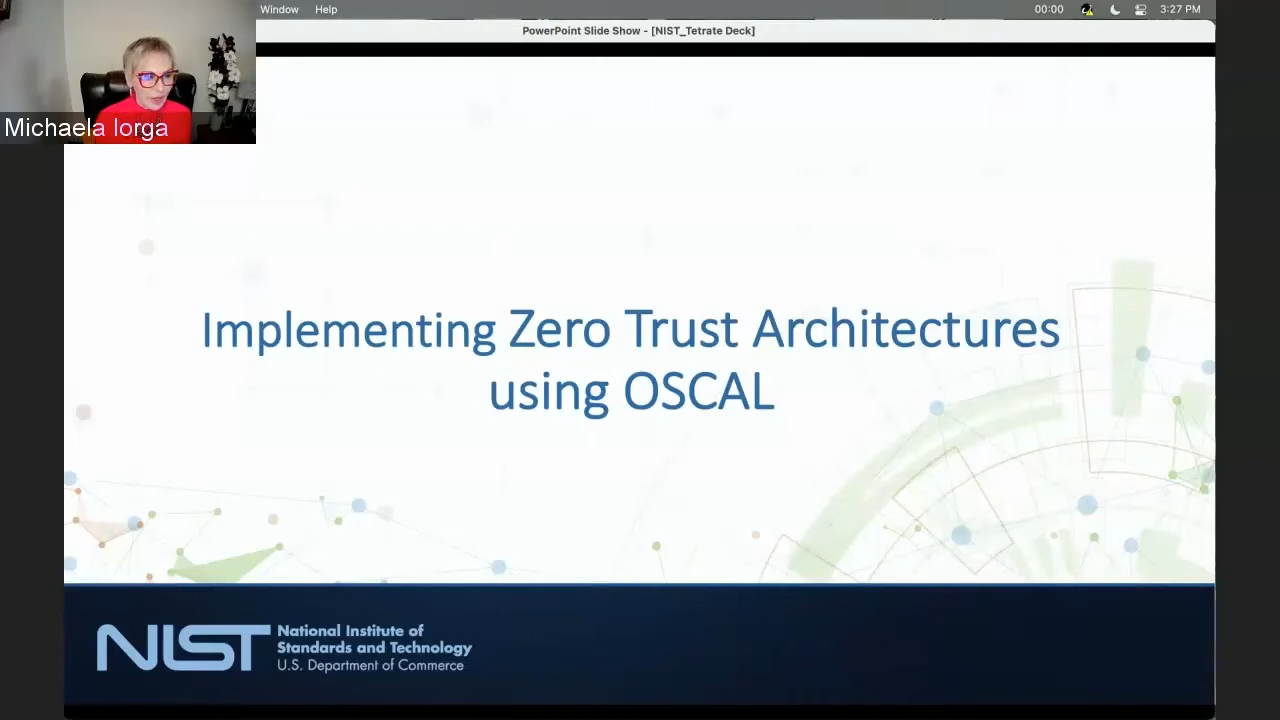 Window Help
00:00
3:27 PM
PowerPoint Slide Show - [NIST_Tetrate Deck]
Michaela Iorga
Implementing Zero Trust Architectures
using OSCAL
NIST
National Institute of
Standards and Technology
U.S. Department of Commerce